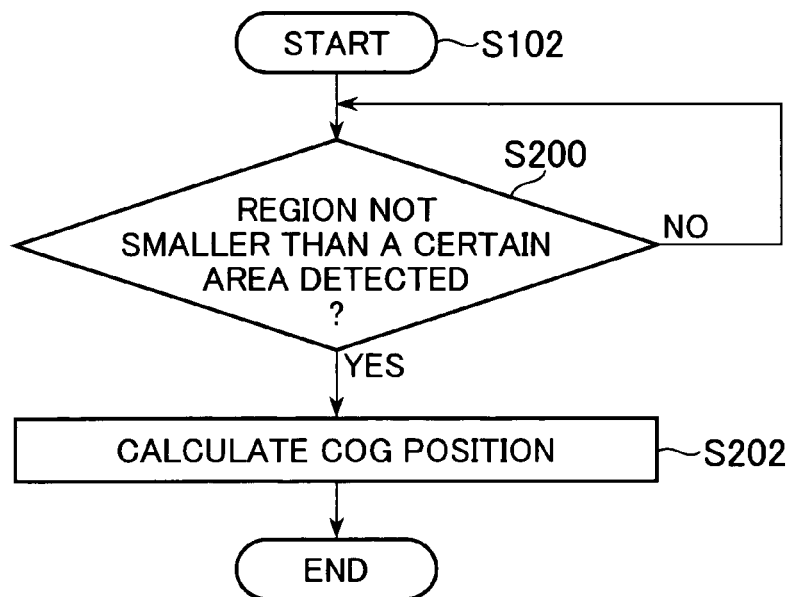 START
S102
S200
REGION NOT
SMALLER THAN A CERTAIN
AREA DETECTED
?
NO
YES
CALCULATE COG POSITION
S202
END